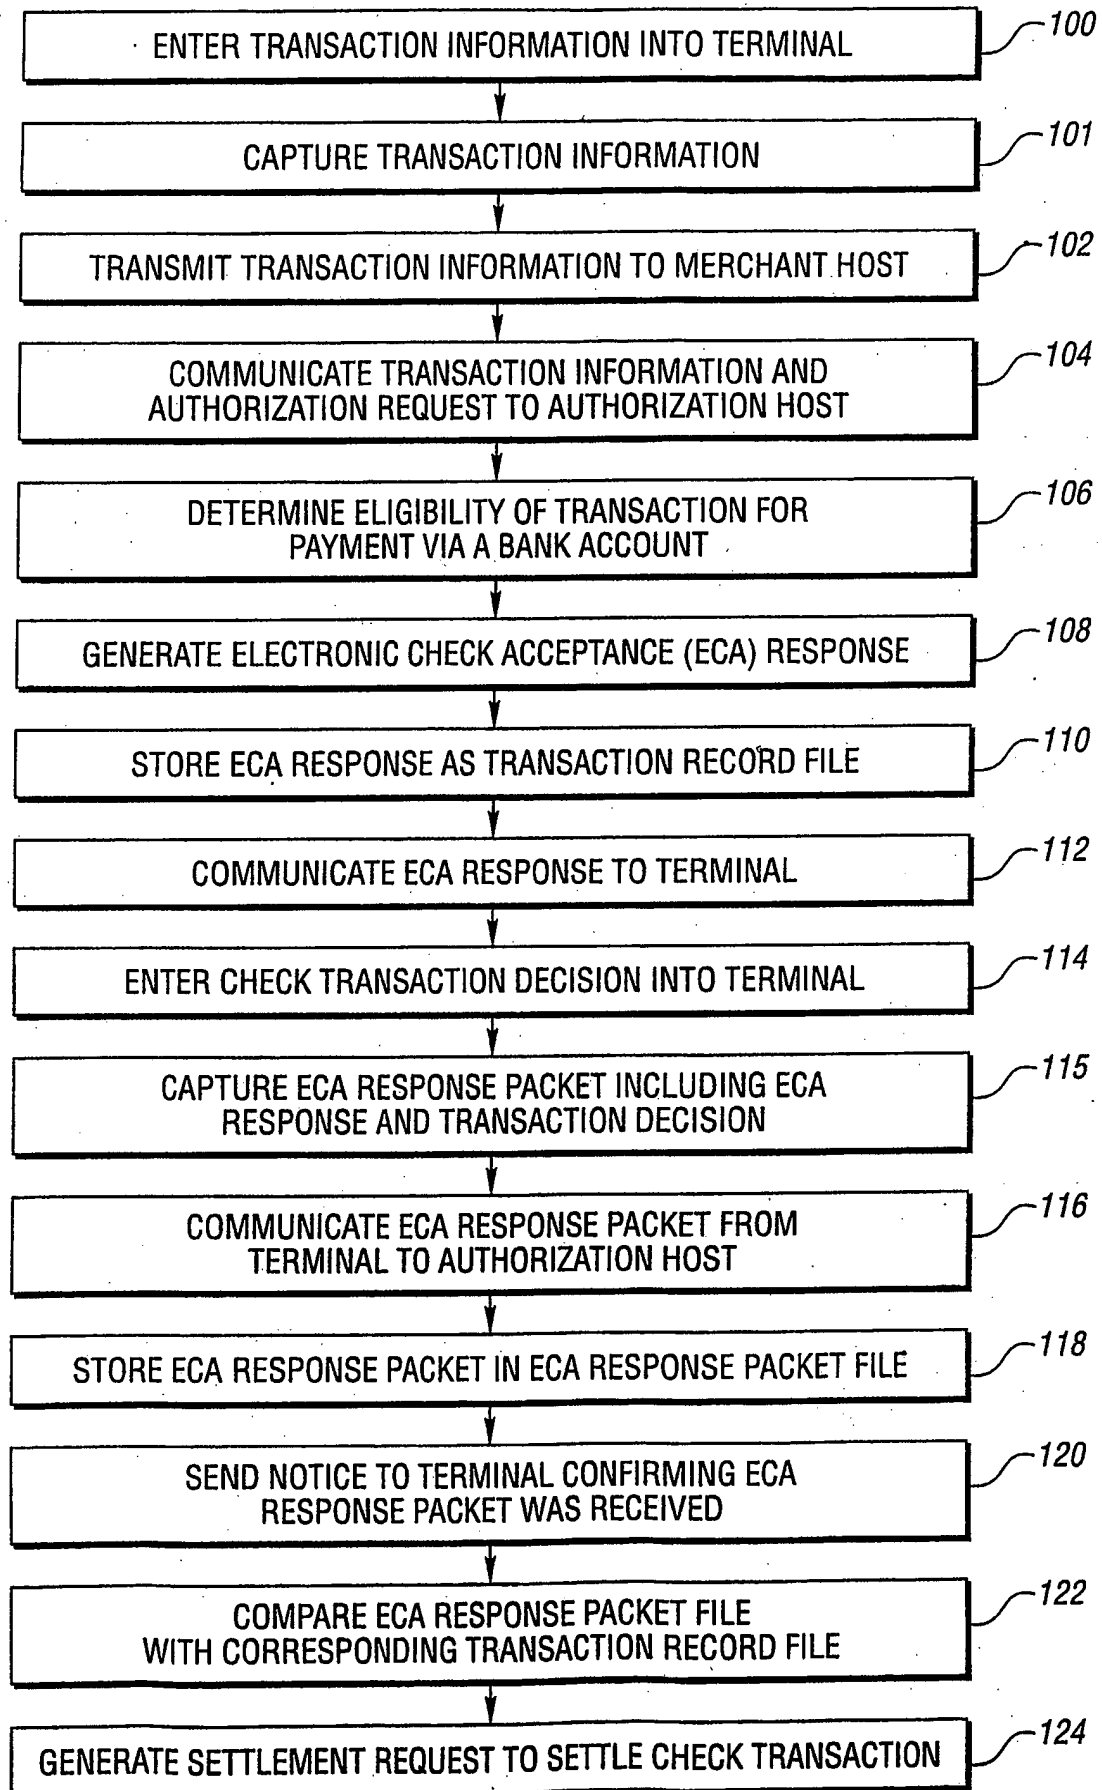 100
ENTER TRANSACTION INFORMATION INTO TERMINAL
101
CAPTURE TRANSACTION INFORMATION
102
TRANSMIT TRANSACTION INFORMATION TO MERCHANT HOST
104
COMMUNICATE TRANSACTION INFORMATION AND
AUTHORIZATION REQUEST TO AUTHORIZATION HOST
106
DETERMINE ELIGIBILITY OF TRANSACTION FOR
PAYMENT VIA A BANK ACCOUNT
108
GENERATE ELECTRONIC CHECK ACCEPTANCE (ECA) RESPONSE
110
STORE ECA RESPONSE AS TRANSACTION RECORD FILE
112
COMMUNICATE ECA RESPONSE TO TERMINAL
114
ENTER CHECK TRANSACTION DECISION INTO TERMINAL
115
CAPTURE ECA RESPONSE PACKET INCLUDING ECA
RESPONSE AND TRANSACTION DECISION
116
COMMUNICATE ECA RESPONSE PACKET FROM
TERMINAL TO AUTHORIZATION HOST
118
STORE ECA RESPONSE PACKET IN ECA RESPONSE PACKET FILE
120
SEND NOTICE TO TERMINAL CONFIRMING ECA
RESPONSE PACKET WAS RECEIVED
122
COMPARE ECA RESPONSE PACKET FILE
WITH CORRESPONDING TRANSACTION RECORD FILE
124
GENERATE SETTLEMENT REQUEST TO SETTLE CHECK TRANSACTION